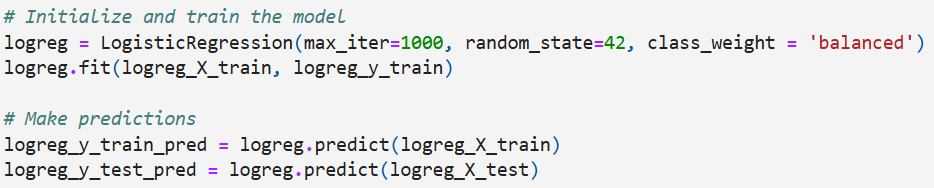 # Initialize and train the model
logreg = LogisticRegression(max_iter=1000, random_state=42, class_weight = 'balanced')
logreg.fit(logreg_X_train, logreg_y_train)
# Make predictions
logreg_y_train_pred = logreg.predict(logreg_X_train)
logreg_y_test_pred = logreg.predict(logreg_X_test)